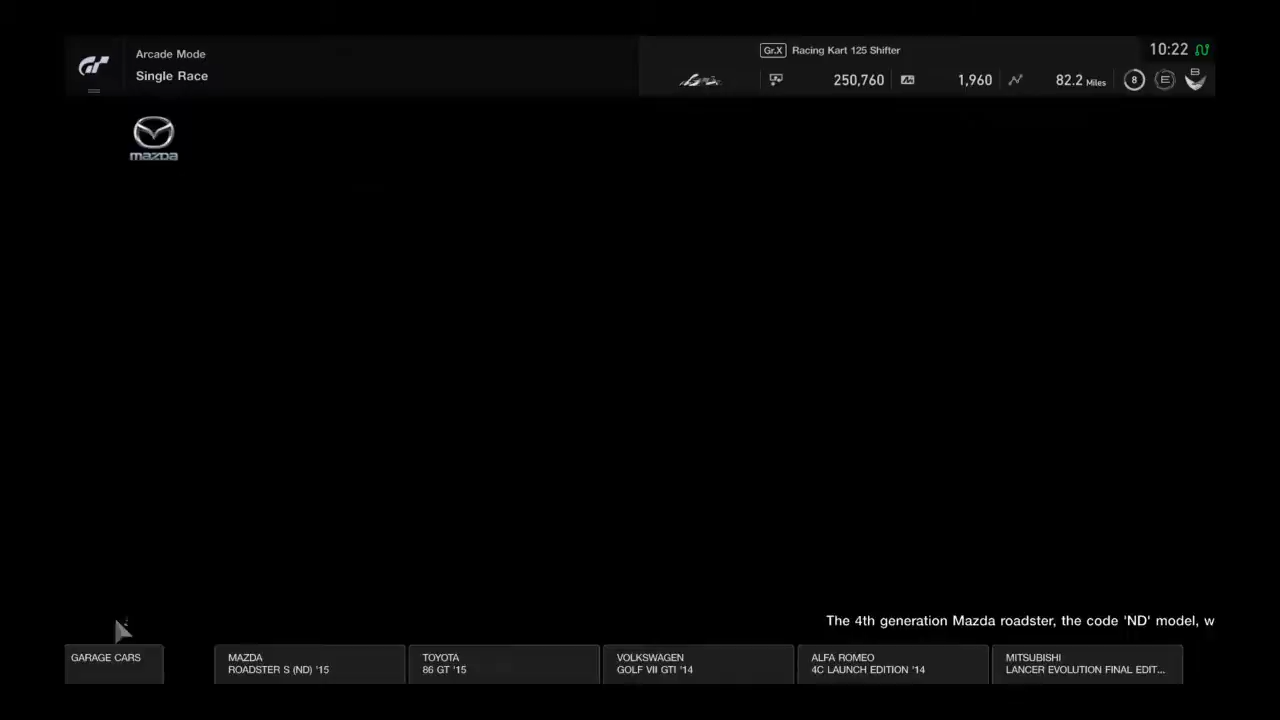 Arcade Mode
Single Race
Gr.X Racing Kart 125 Shifter
10:22
250,760
1,960
82.2 Miles
8
E
B
mazda
The 4th generation Mazda roadster, the code 'ND' model, w
GARAGE CARS
MAZDA
ROADSTER S (ND) '15
TOYOTA
86 GT '15
VOLKSWAGEN
GOLF VII GTI '14
ALFA ROMEO
4C LAUNCH EDITION '14
MITSUBISHI
LANCER EVOLUTION FINAL EDIT...